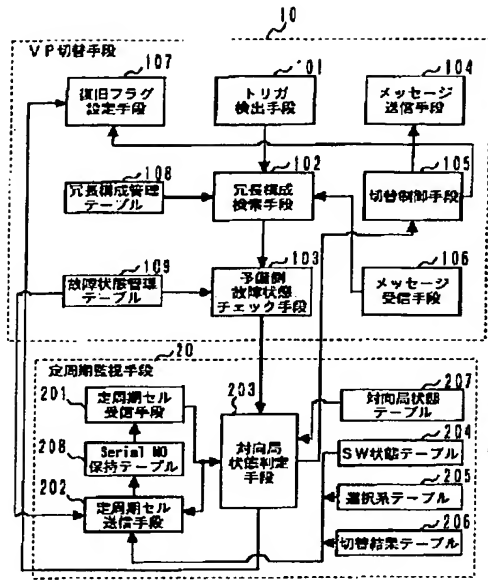 10
VP切替手段
107
復旧フラグ
設定手段
101
トリガ
検出手段
104
メッセージ
送信手段
108
冗長構成管理
テーブル
102
冗長構成
検索手段
105
切替制御手段
109
故障状態管理
テーブル
103
予備側
故障状態
チェック手段
106
メッセージ
受信手段
20
定周期監視手段
201
定周期セル
受信手段
203
対向局
状態判定
手段
207
対向局状態
テーブル
208
Serial NO
保持テーブル
204
SW状態テーブル
202
定周期セル
送信手段
205
選択系テーブル
206
切替結果テーブル